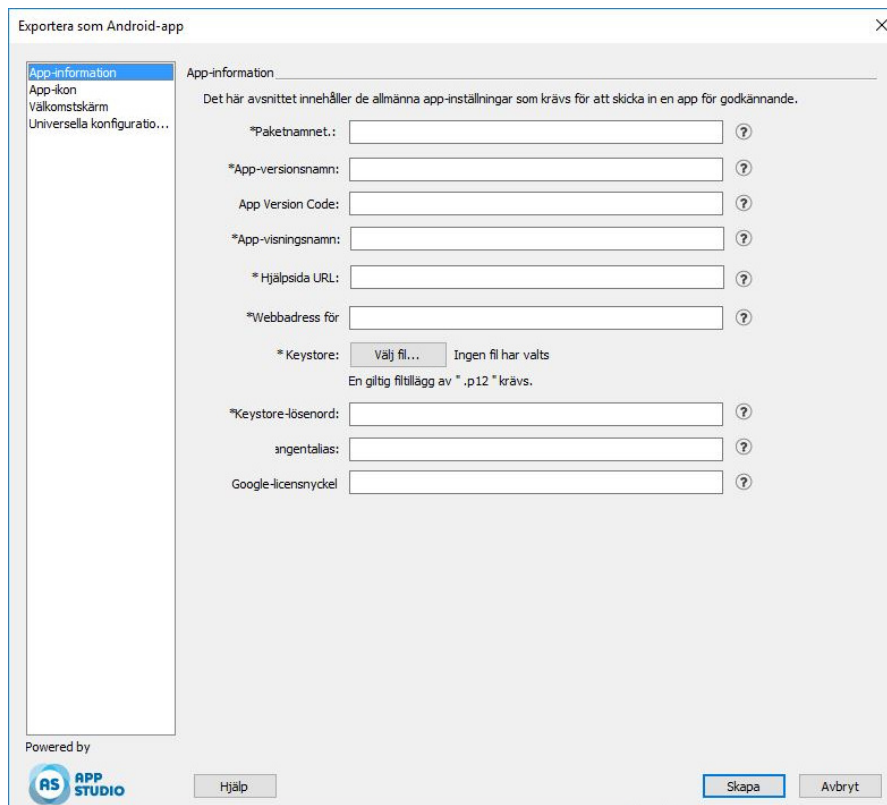 Exportera som Android-app
App-information
App-ikon
Välkomstskärm
Universella konfiguratio...
App-information
Det här avsnittet innehåller de allmänna app-inställningar som krävs för att skicka in en app för godkännande.
*Paketnamnet.:
*App-versionsnamn:
App Version Code:
*App-visningsnamn:
* Hjälpsida URL:
*Webbadress för
* Keystore: Välj fil... Ingen fil har valts
En giltig filtillägg av " .p12 " krävs.
*Keystore-lösenord:
angentalias:
Google-licensnyckel
Powered by
AS APP STUDIO
Hjälp Skapa Avbryt